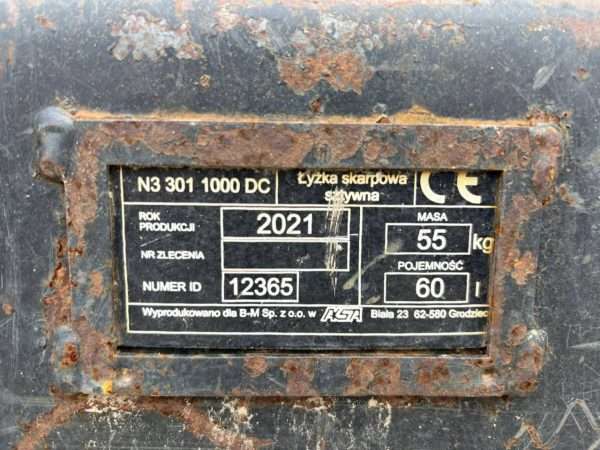 N3 301 1000 DC Łyżka skarpowa sztywna CE
ROK PRODUKCJI 2021 MASA 55 kg
NR ZLECENIA
NUMER ID 12365 POJEMNOŚĆ 60 l
Wyprodukowano dla B-M Sp. z o.o. w AKSA Biała 23 62-580 Grodziec